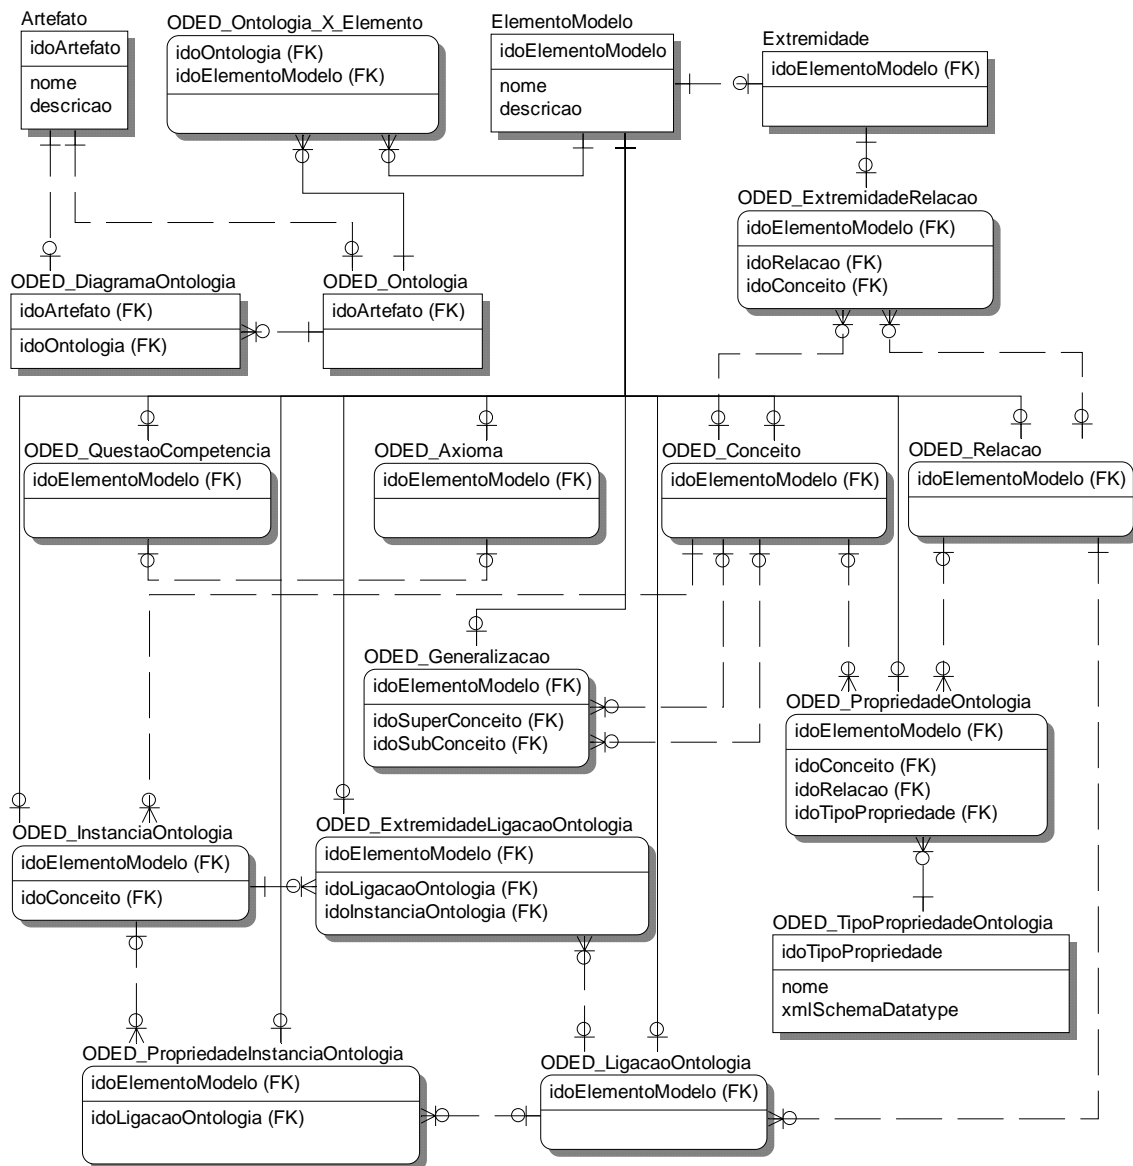 Artefato
idoArtefato
nome
descricao
ODED_Ontologia_X_Elemento
idoOntologia (FK)
idoElementoModelo (FK)
ElementoModelo
idoElementoModelo
nome
descricao
Extremidade
idoElementoModelo (FK)
ODED_ExtremidadeRelacao
idoElementoModelo (FK)
idoRelacao (FK)
idoConceito (FK)
ODED_DiagramaOntologia
idoArtefato (FK)
idoOntologia (FK)
ODED_Ontologia
idoArtefato (FK)
ODED_QuestaoCompetencia
idoElementoModelo (FK)
ODED_Axioma
idoElementoModelo (FK)
ODED_Conceito
idoElementoModelo (FK)
ODED_Relacao
idoElementoModelo (FK)
ODED_Generalizacao
idoElementoModelo (FK)
idoSuperConceito (FK)
idoSubConceito (FK)
ODED_PropriedadeOntologia
idoElementoModelo (FK)
idoConceito (FK)
idoRelacao (FK)
idoTipoPropriedade (FK)
ODED_InstanciaOntologia
idoElementoModelo (FK)
idoConceito (FK)
ODED_ExtremidadeLigacaoOntologia
idoElementoModelo (FK)
idoLigacaoOntologia (FK)
idoInstanciaOntologia (FK)
ODED_TipoPropriedadeOntologia
idoTipoPropriedade
nome
xmlSchemaDatatype
ODED_PropriedadeInstanciaOntologia
idoElementoModelo (FK)
idoLigacaoOntologia (FK)
ODED_LigacaoOntologia
idoElementoModelo (FK)